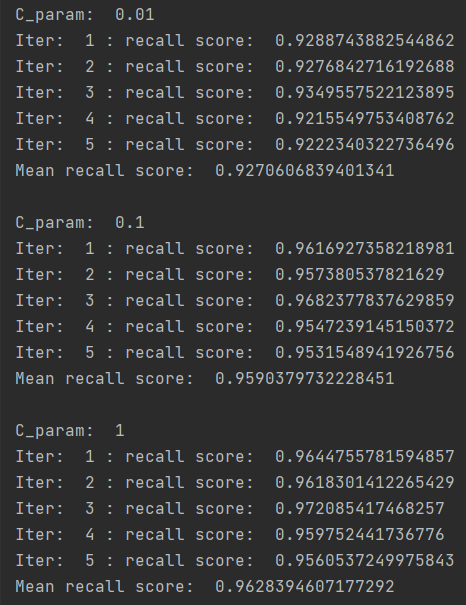 C_param:  0.01
Iter:  1 : recall score:  0.9288743882544862
Iter:  2 : recall score:  0.9276842716192688
Iter:  3 : recall score:  0.9349557522123895
Iter:  4 : recall score:  0.9215549753408762
Iter:  5 : recall score:  0.9222340322736496
Mean recall score:  0.9270606839401341
C_param:  0.1
Iter:  1 : recall score:  0.9616927358218981
Iter:  2 : recall score:  0.957380537821629
Iter:  3 : recall score:  0.9682377837629859
Iter:  4 : recall score:  0.9547239145150372
Iter:  5 : recall score:  0.9531548941926756
Mean recall score:  0.9590379732228451
C_param:  1
Iter:  1 : recall score:  0.9644755781594857
Iter:  2 : recall score:  0.9618301412265429
Iter:  3 : recall score:  0.972085417468257
Iter:  4 : recall score:  0.959752441736776
Iter:  5 : recall score:  0.9560537249975843
Mean recall score:  0.9628394607177292